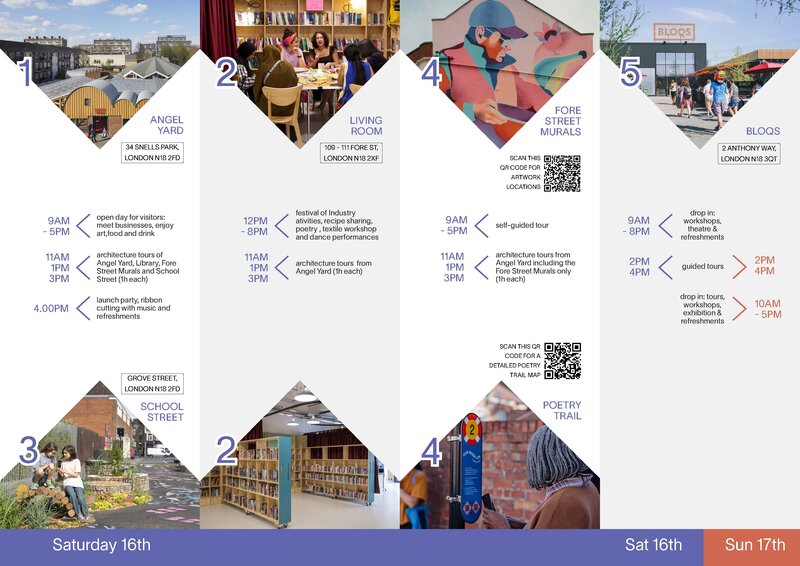 1
ANGEL
YARD
34 SNELLS PARK,
LONDON N18 2FD
9AM
- 5PM
open day for visitors:
meet businesses, enjoy
art,food and drink
11AM
1PM
3PM
architecture tours of
Angel Yard, Library, Fore
Street Murals and School
Street (1h each)
4.00PM
launch party, ribbon
cutting with music and
refreshments
GROVE STREET,
LONDON N18 2FD
SCHOOL
STREET
3
2
LIVING
ROOM
109 - 111 FORE ST,
LONDON N18 2XF
12PM
- 8PM
festival of Industry
ativities, recipe sharing,
poetry , textile workshop
and dance performances
11AM
1PM
3PM
architecture tours from
Angel Yard (1h each)
2
4
FORE
STREET
MURALS
SCAN THIS
QR CODE FOR
ARTWORK
LOCATIONS
9AM
- 5PM
self-guided tour
11AM
1PM
3PM
architecture tours from
Angel Yard including the
Fore Street Murals only
(1h each)
SCAN THIS QR
CODE FOR A
DETAILED POETRY
TRAIL MAP
POETRY
TRAIL
4
2
BLOQS
5
BLOQS
2 ANTHONY WAY,
LONDON N18 3QT
9AM
- 8PM
drop in:
workshops,
theatre &
refreshments
2PM
4PM
guided tours
2PM
4PM
drop in: tours,
workshops,
exhibition &
refreshments
10AM
- 5PM
Saturday 16th
Sat 16th
Sun 17th